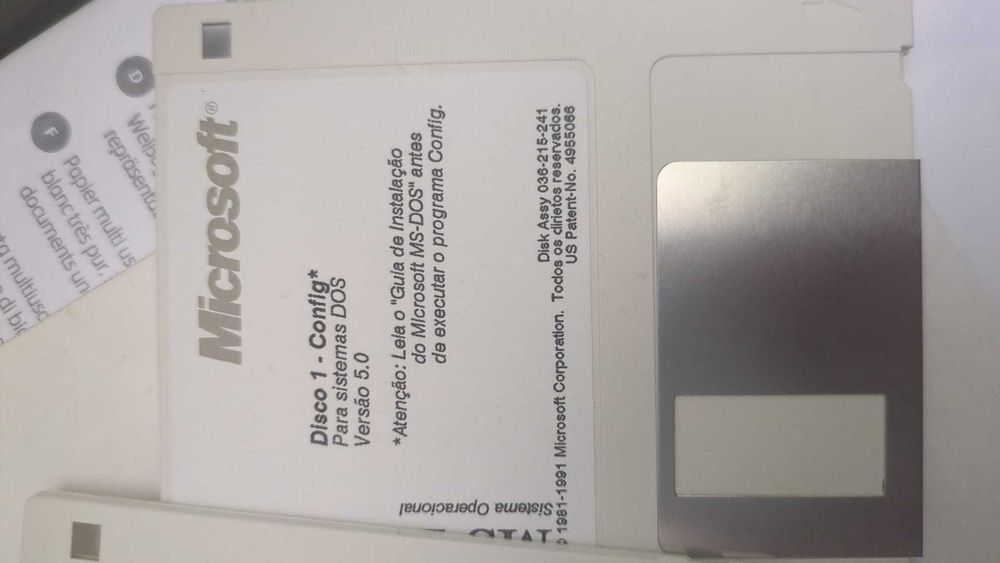 Microsoft®
Disco 1 - Config*
Para sistemas DOS
Versão 5.0
*Atenção: Leia o "Guia de Instalação
do Microsoft MS-DOS" antes
de executar o programa Config.
Disk Assy 036-215-241
1981-1991 Microsoft Corporation. Todos os dirietos reservados.
US Patent-No. 4955066
Sistema Operacional
D
F
Papier multi us
blanc très pur,
documents un